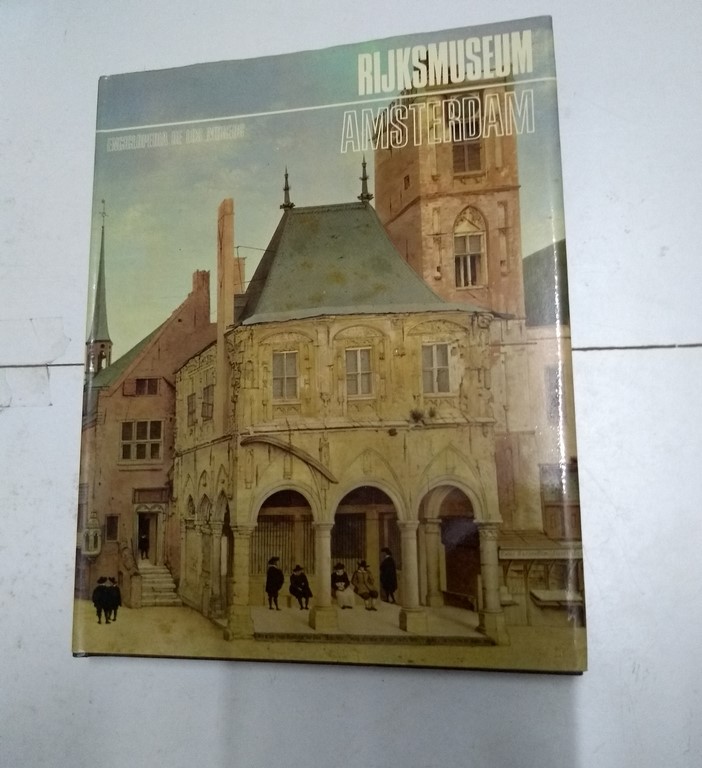 RIJKSMUSEUM
AMSTERDAM
ENCICLOPEDIA DE LOS MUSEOS